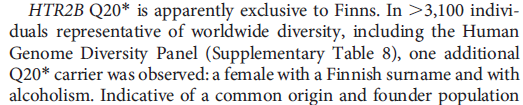 HTR2B Q20* is apparently exclusive to Finns. In >3,100 indivi-
duals representative of worldwide diversity, including the Human
Genome Diversity Panel (Supplementary Table 8), one additional
Q20* carrier was observed: a female with a Finnish surname and with
alcoholism. Indicative of a common origin and founder population